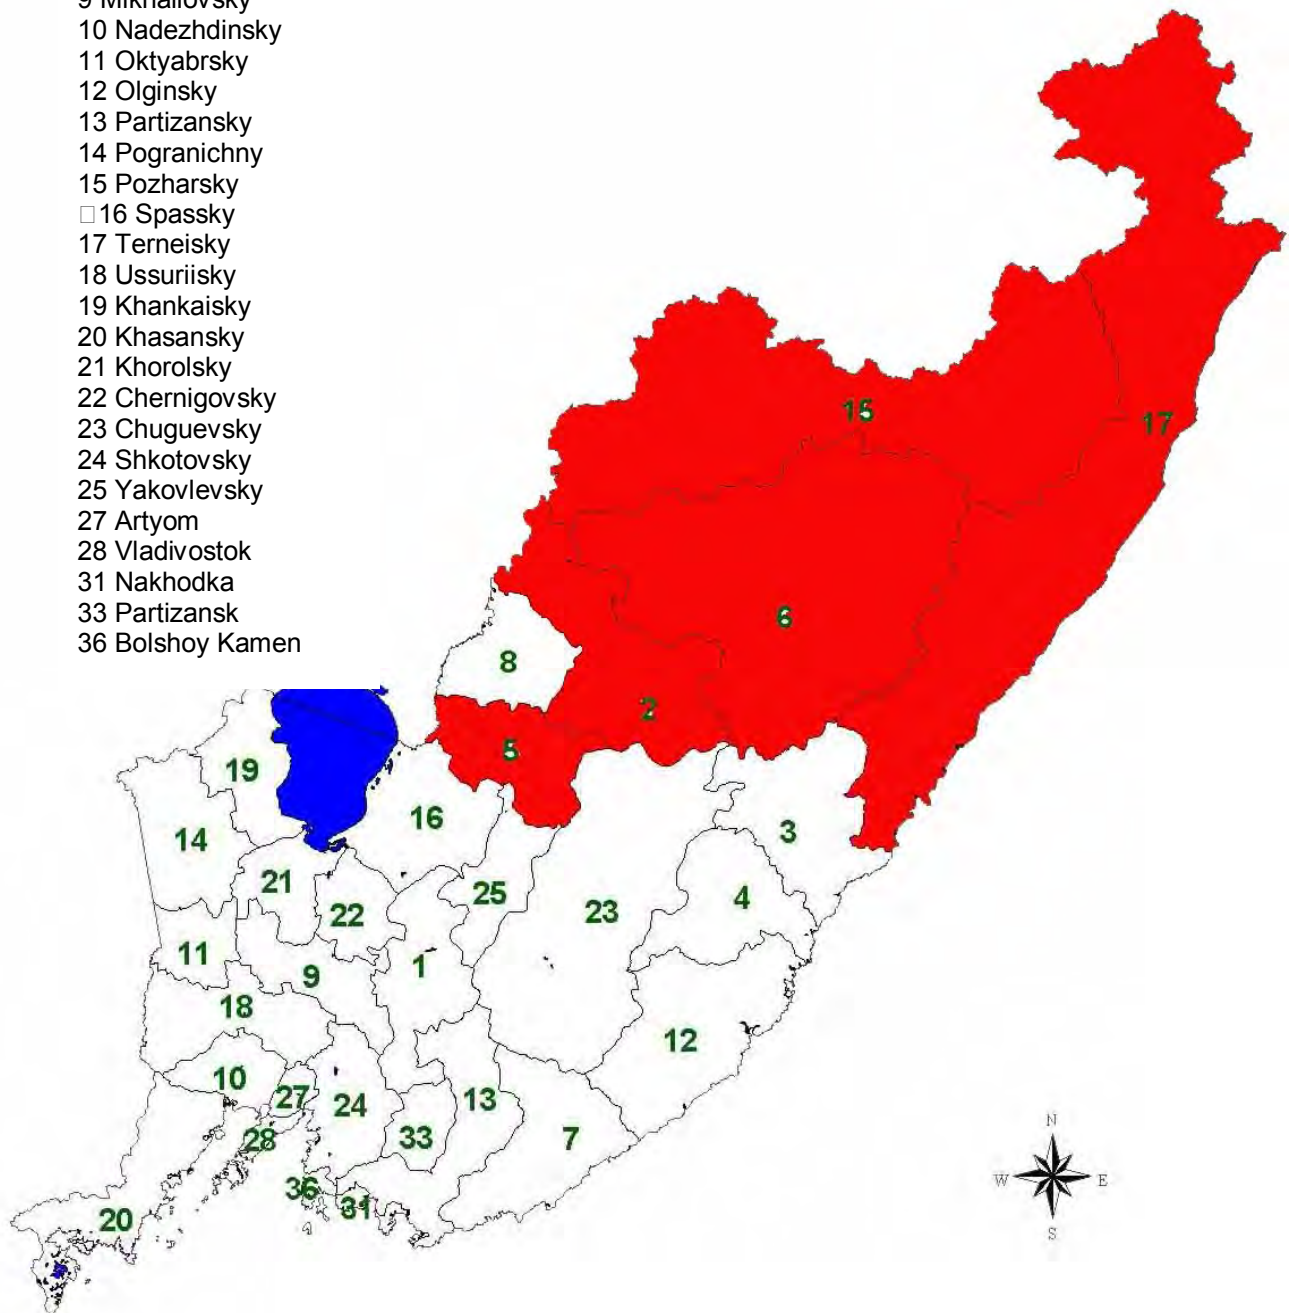 9 Mikhailovsky
10 Nadezhdinsky
11 Oktyabrsky
12 Olginsky
13 Partizansky
14 Pogranichny
15 Pozharsky
□16 Spassky
17 Terneisky
18 Ussuriisky
19 Khankaisky
20 Khasansky
21 Khorolsky
22 Chernigovsky
23 Chuguevsky
24 Shkotovsky
25 Yakovlevsky
27 Artyom
28 Vladivostok
31 Nakhodka
33 Partizansk
36 Bolshoy Kamen
15
17
6
8
2
5
19
16
3
14
21
25
4
22
23
11
9
1
18
12
10
27
24
13
33
7
28
36
31
20
N
W E
S